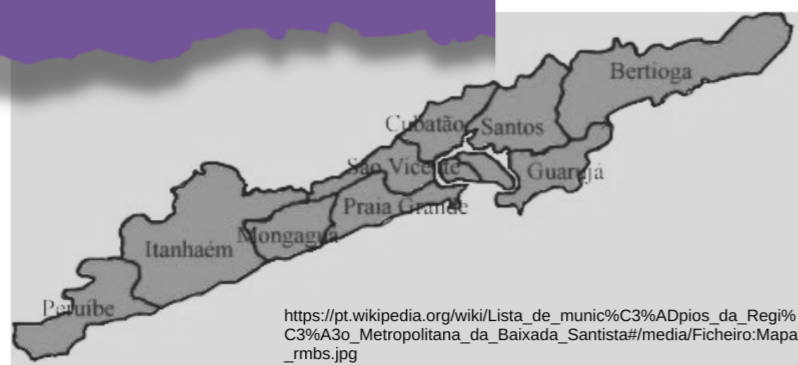 Bertioga
Cubatão
Santos
São Vicente
Guarujá
Praia Grande
Mongaguá
Itanhaém
Peruíbe
https://pt.wikipedia.org/wiki/Lista_de_munic%C3%ADpios_da_Regi%
C3%A3o_Metropolitana_da_Baixada_Santista#/media/Ficheiro:Mapa
_rmbs.jpg